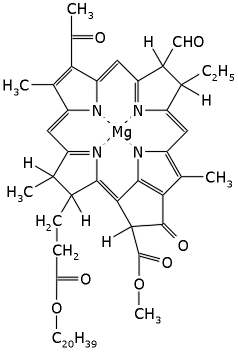 CH₃
O
H CHO
H₃C C₂H₅
H
N N
Mg
N N
H
H₃C CH₃
H
H₂C H O
CH₂
O O
O O
C₂₀H₃₉ CH₃